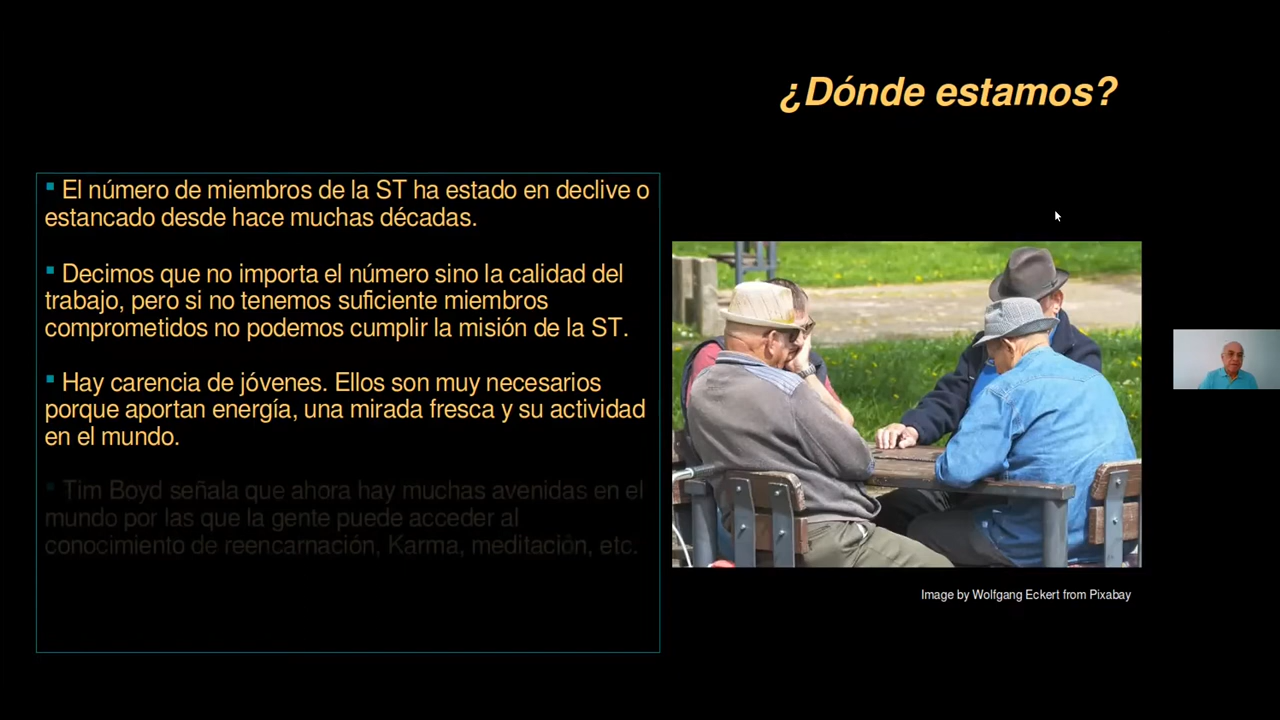 ¿Dónde estamos?
El número de miembros de la ST ha estado en declive o
estancado desde hace muchas décadas.
Decimos que no importa el número sino la calidad del
trabajo, pero si no tenemos suficiente miembros
comprometidos no podemos cumplir la misión de la ST.
Hay carencia de jóvenes. Ellos son muy necesarios
porque aportan energía, una mirada fresca y su actividad
en el mundo.
Tim Boyd señala que ahora hay muchas avenidas en el
mundo por las que la gente puede acceder al
conocimiento de reencarnación, Karma, meditación, etc.
Image by Wolfgang Eckert from Pixabay